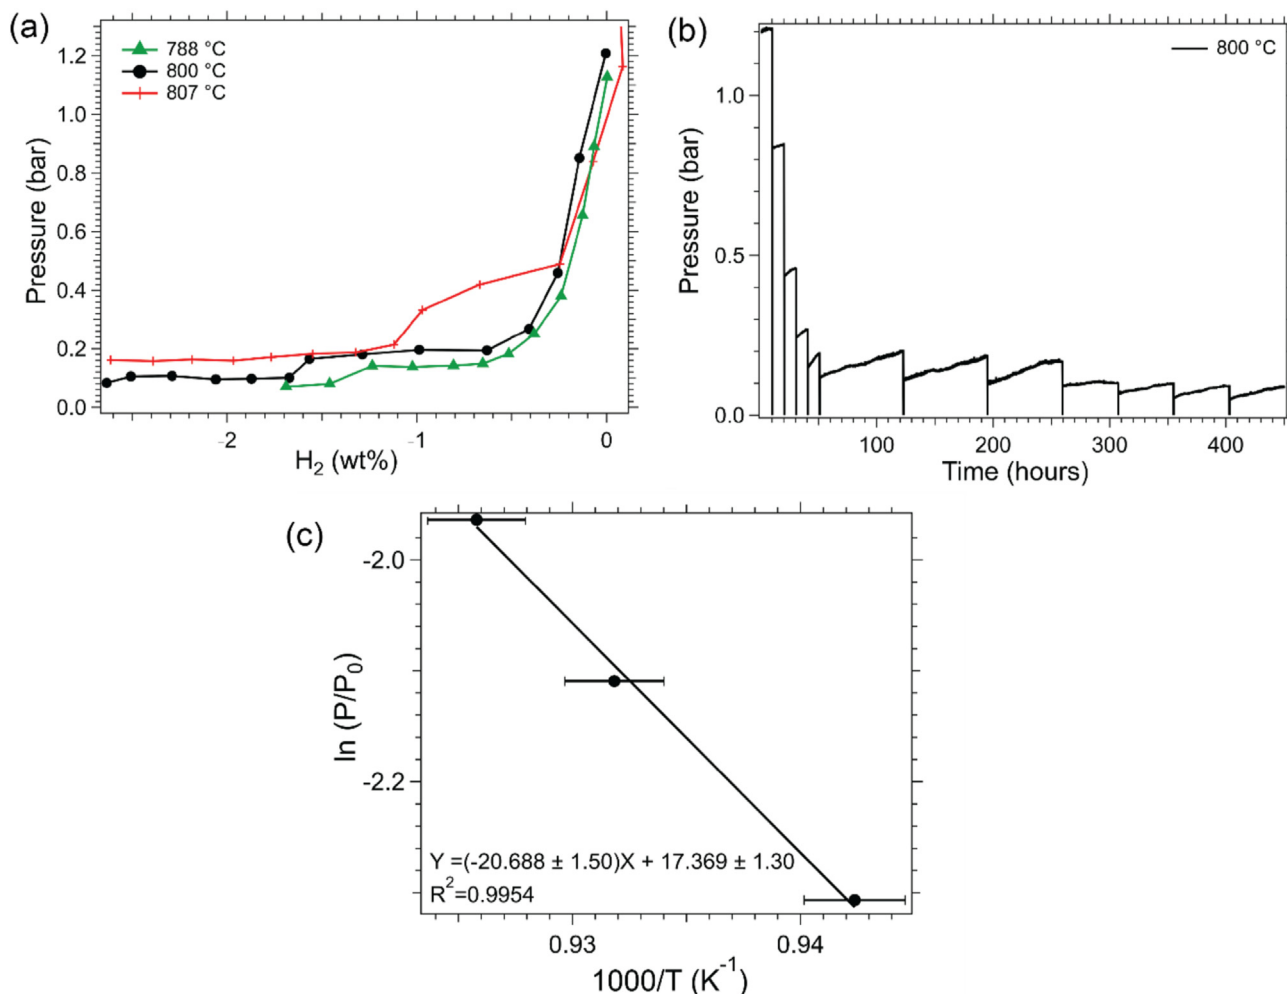 (a)
788 °C
800 °C
807 °C
Pressure (bar)
1.2
1.0
0.8
0.6
0.4
0.2
0.0
-2
-1
0
H₂ (wt%)
(b)
800 °C
Pressure (bar)
1.0
0.5
0.0
100
200
300
400
Time (hours)
(c)
ln (P/P₀)
-2.0
-2.2
Y =(-20.688 ± 1.50)X + 17.369 ± 1.30
R²=0.9954
0.93
0.94
1000/T (K⁻¹)